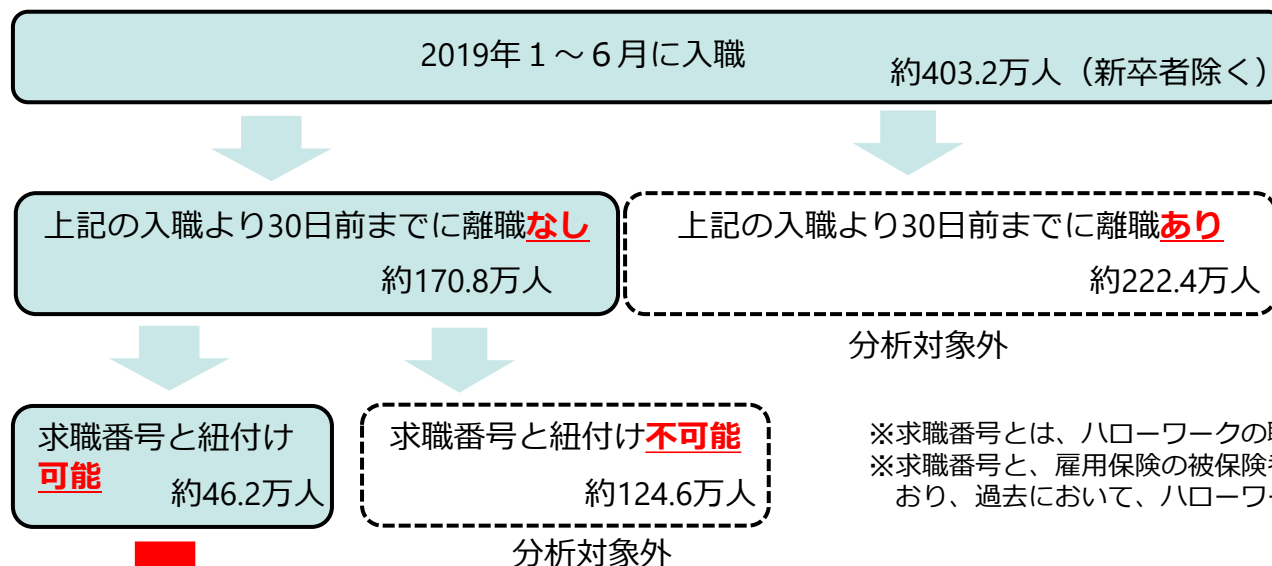 2019年1～6月に入職
約403.2万人（新卒者除く）
上記の入職より30日前までに離職なし
約170.8万人
上記の入職より30日前までに離職あり
約222.4万人
分析対象外
求職番号と紐付け
可能
約46.2万人
求職番号と紐付け不可能
約124.6万人
分析対象外
※求職番号とは、ハローワークの
※求職番号と、雇用保険の被保険
おり、過去において、ハローワ